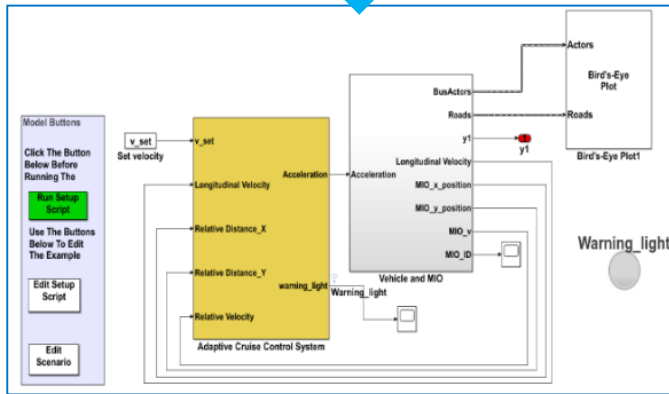 Model Buttons
Click The Button
Below Before
Running The
Run Setup
Script
Use The Buttons
Below To Edit
The Example
Edit Setup
Script
Edit
Scenario
v_set
Set velocity
v_set
Longitudinal Velocity
Relative Distance_X
Relative Distance_Y
Relative Velocity
Acceleration
warning_light
Adaptive Cruise Control System
Warning_light
Acceleration
BusActors
Roads
y1
Longitudinal Velocity
MIO_x_position
MIO_y_position
MIO_v
MIO_ID
Vehicle and MIO
1
y1
Actors
Bird's-Eye
Plot
Roads
Bird's-Eye Plot1
Warning_light